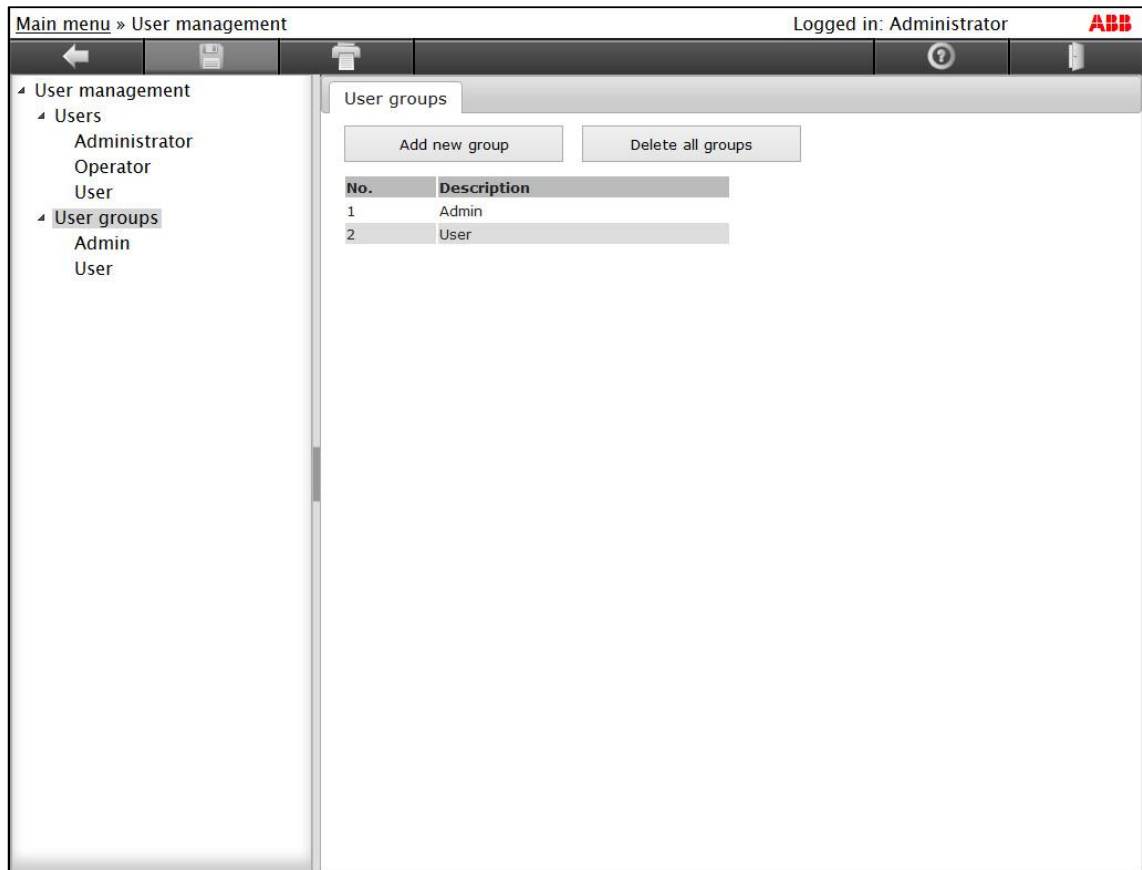 Main menu » User management Logged in: Administrator ABB
User management
Users
Administrator
Operator
User
User groups
Admin
User
User groups
Add new group Delete all groups
No. Description
1 Admin
2 User